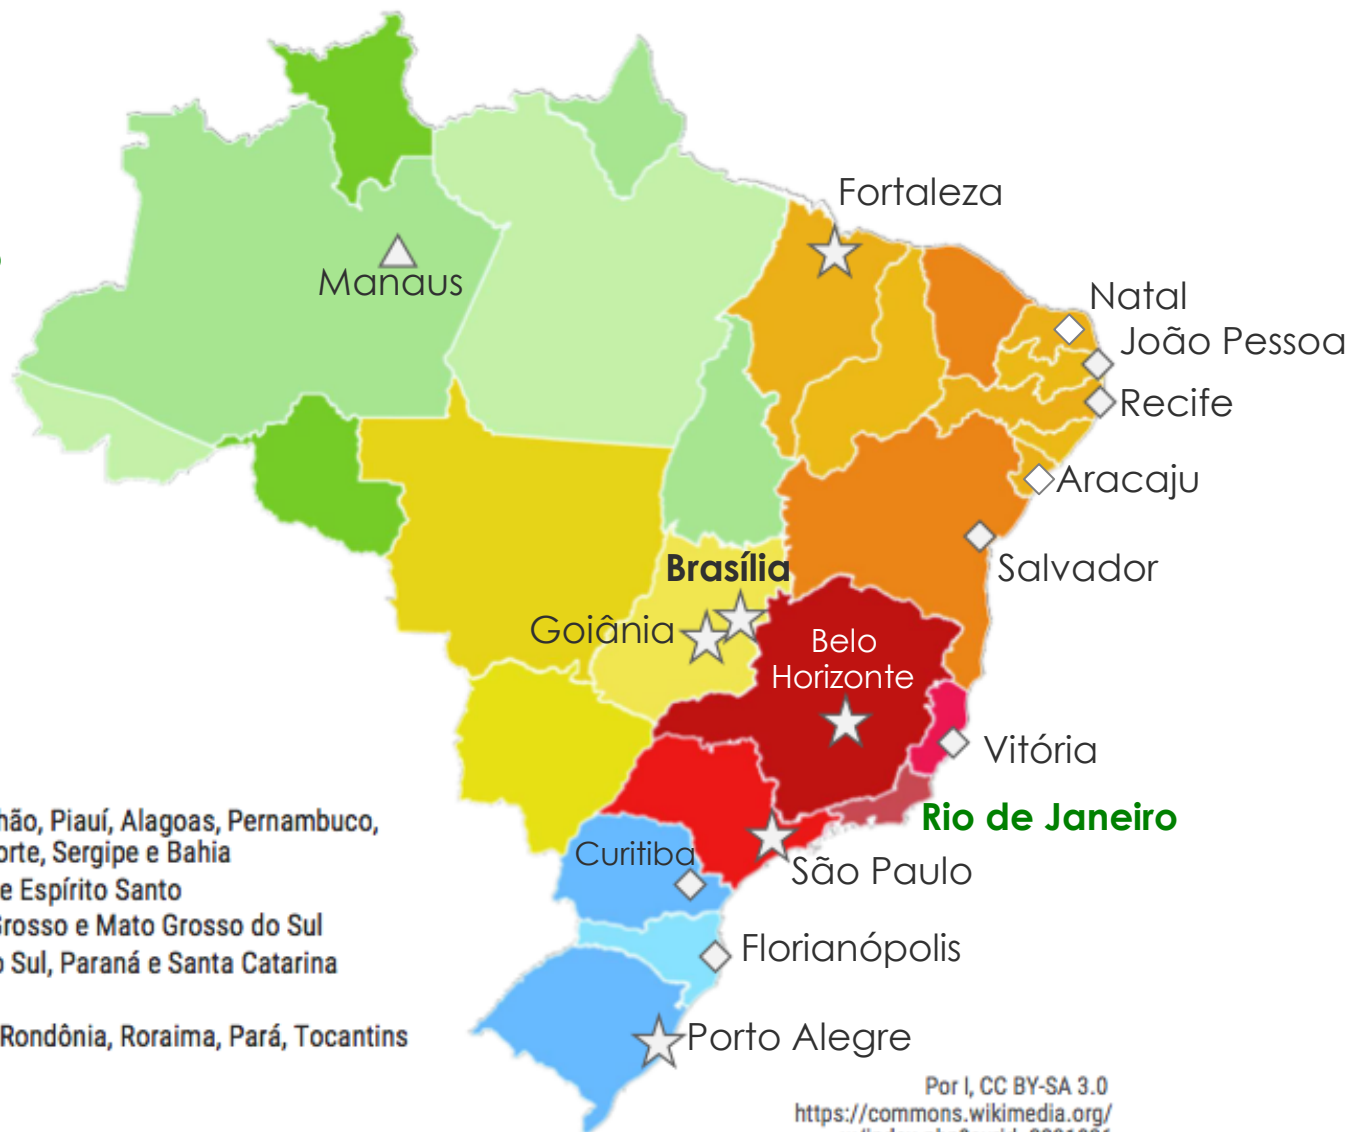 Fortaleza
Manaus
Natal
João Pessoa
Recife
Aracaju
Salvador
Brasília
Goiânia
Belo
Horizonte
Vitória
Rio de Janeiro
São Paulo
Curitiba
Florianópolis
Porto Alegre
hão, Piauí, Alagoas, Pernambuco,
orte, Sergipe e Bahia
e Espírito Santo
Grosso e Mato Grosso do Sul
o Sul, Paraná e Santa Catarina
Rondônia, Roraima, Pará, Tocantins
Por I, CC BY-SA 3.0
https://commons.wikimedia.org/